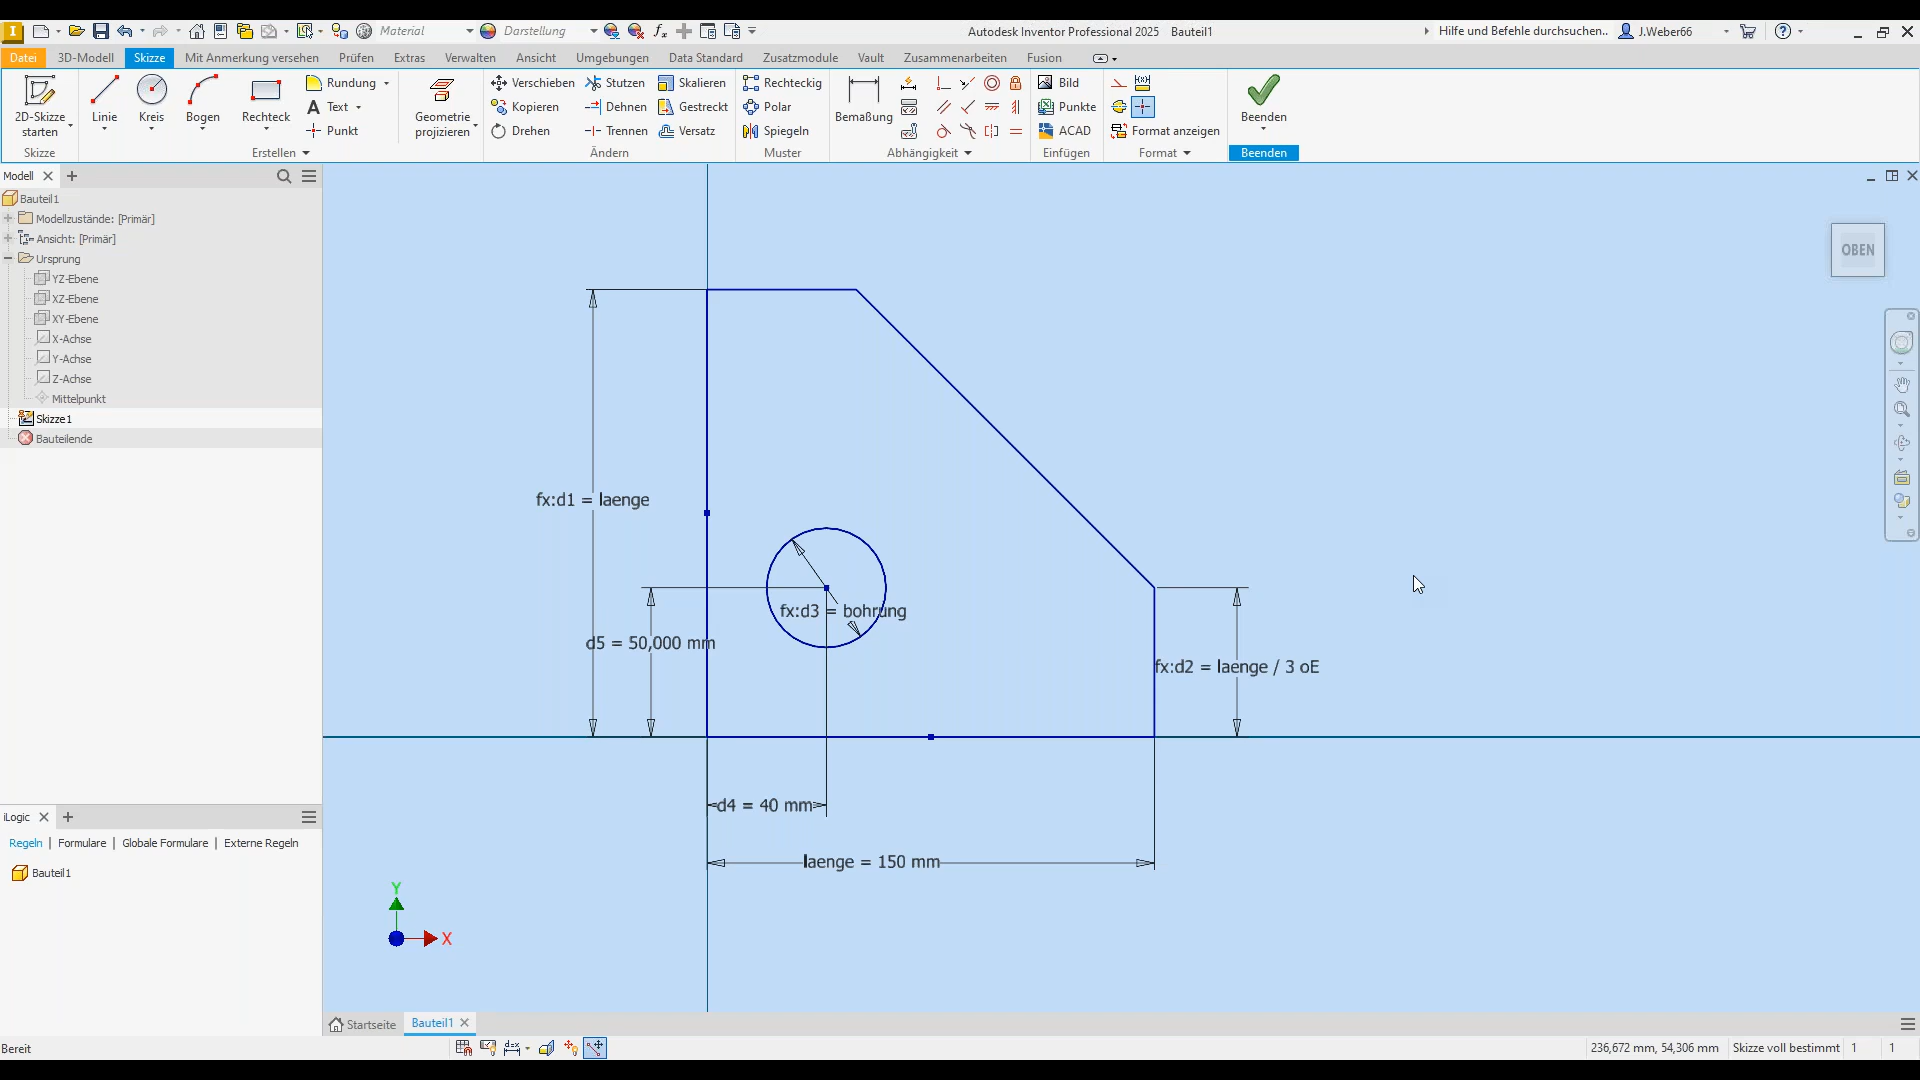 Material
Darstellung
Autodesk Inventor Professional 2025 Bauteil1
Hilfe und Befehle durchsuchen..
J.Weber66
Datei 3D-Modell Skizze Mit Anmerkung versehen Prüfen Extras Verwalten Ansicht Umgebungen Data Standard Zusatzmodule Vault Zusammenarbeiten Fusion
2D-Skizze starten
Linie
Kreis
Bogen
Rechteck
Rundung
Text
Punkt
Geometrie projizieren
Verschieben
Kopieren
Drehen
Stutzen
Dehnen
Trennen
Skalieren
Gestreckt
Versatz
Rechteckig
Polar
Spiegeln
Bemaßung
Bild
Punkte
ACAD
Format anzeigen
Beenden
Skizze
Erstellen
Ändern
Muster
Abhängigkeit
Einfügen
Format
Beenden
Modell
Bauteil1
Modellzustände: [Primär]
Ansicht: [Primär]
Ursprung
YZ-Ebene
XZ-Ebene
XY-Ebene
X-Achse
Y-Achse
Z-Achse
Mittelpunkt
Skizze1
Bauteilende
OBEN
fx:d1 = laenge
fx:d3 = bohrung
d5 = 50,000 mm
fx:d2 = laenge / 3 oE
d4 = 40 mm
laenge = 150 mm
iLogic
Regeln | Formulare | Globale Formulare | Externe Regeln
Bauteil1
Y
X
Startseite
Bauteil1
Bereit
236,672 mm, 54,306 mm
Skizze voll bestimmt
1
1